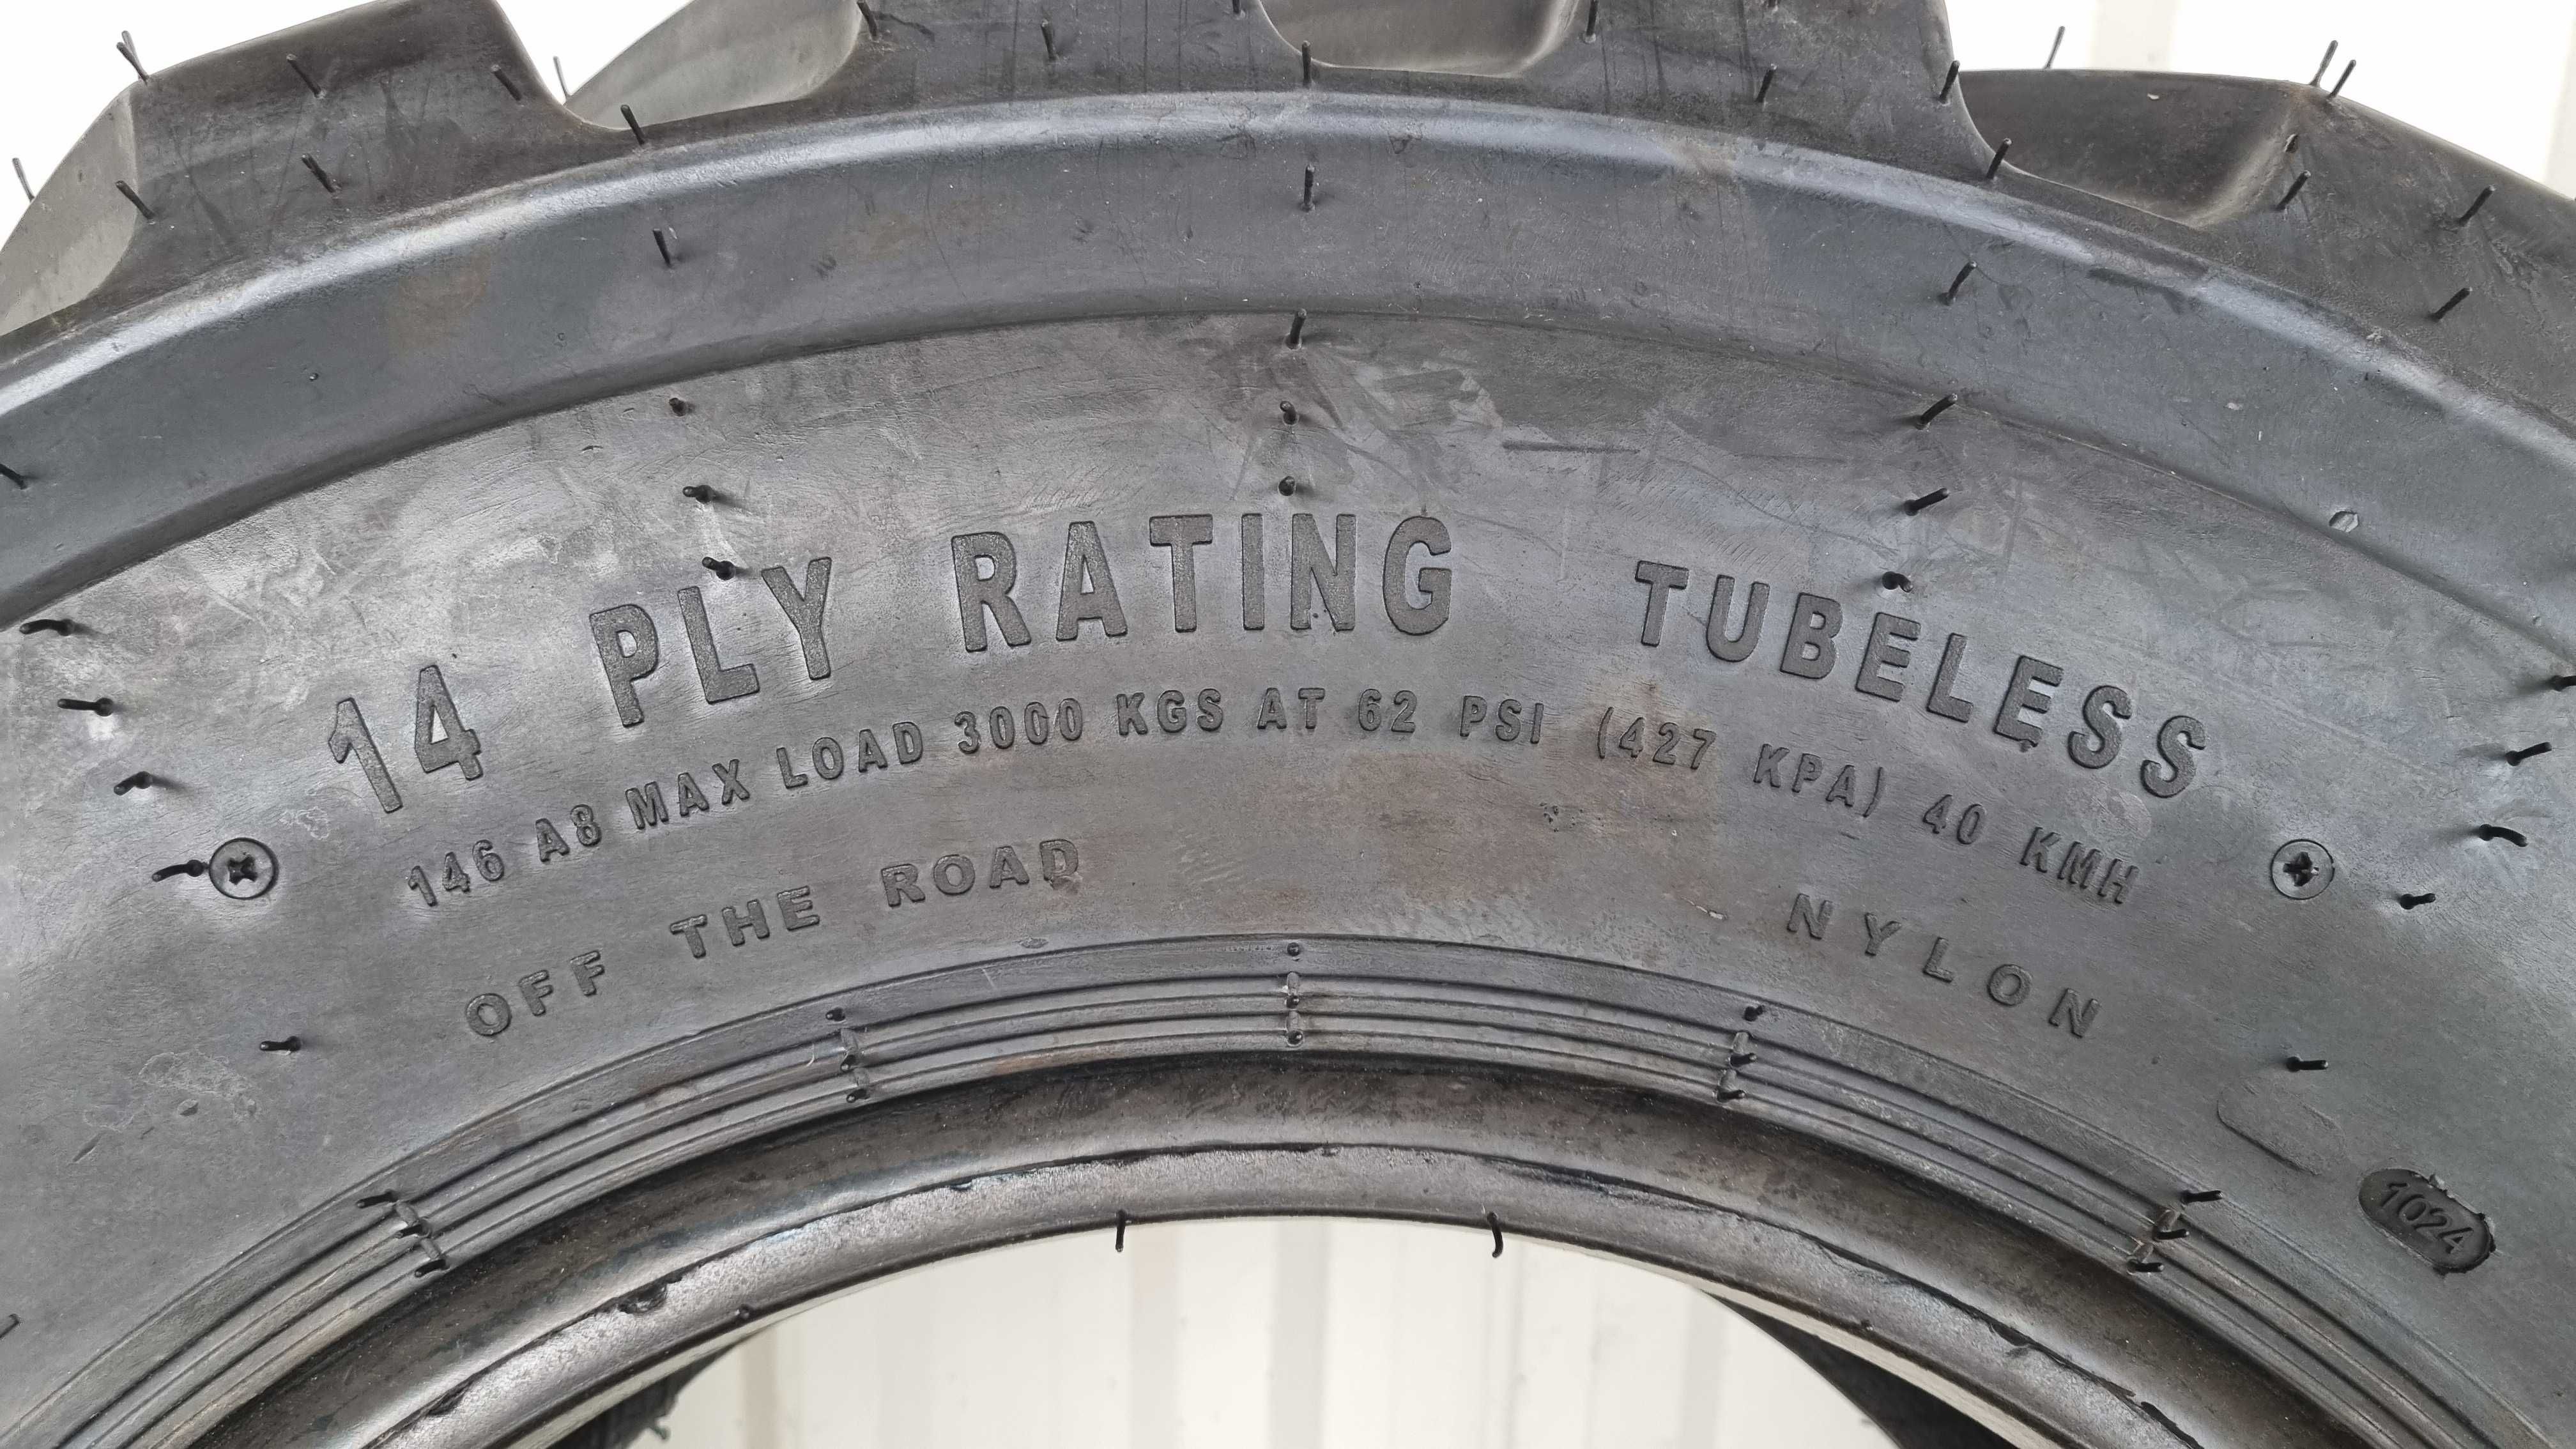 14 PLY RATING TUBELESS
146 A8 MAX LOAD 3000 KGS AT 62 PSI (427 KPA) 40 KMH
OFF THE ROAD NYLON
1024